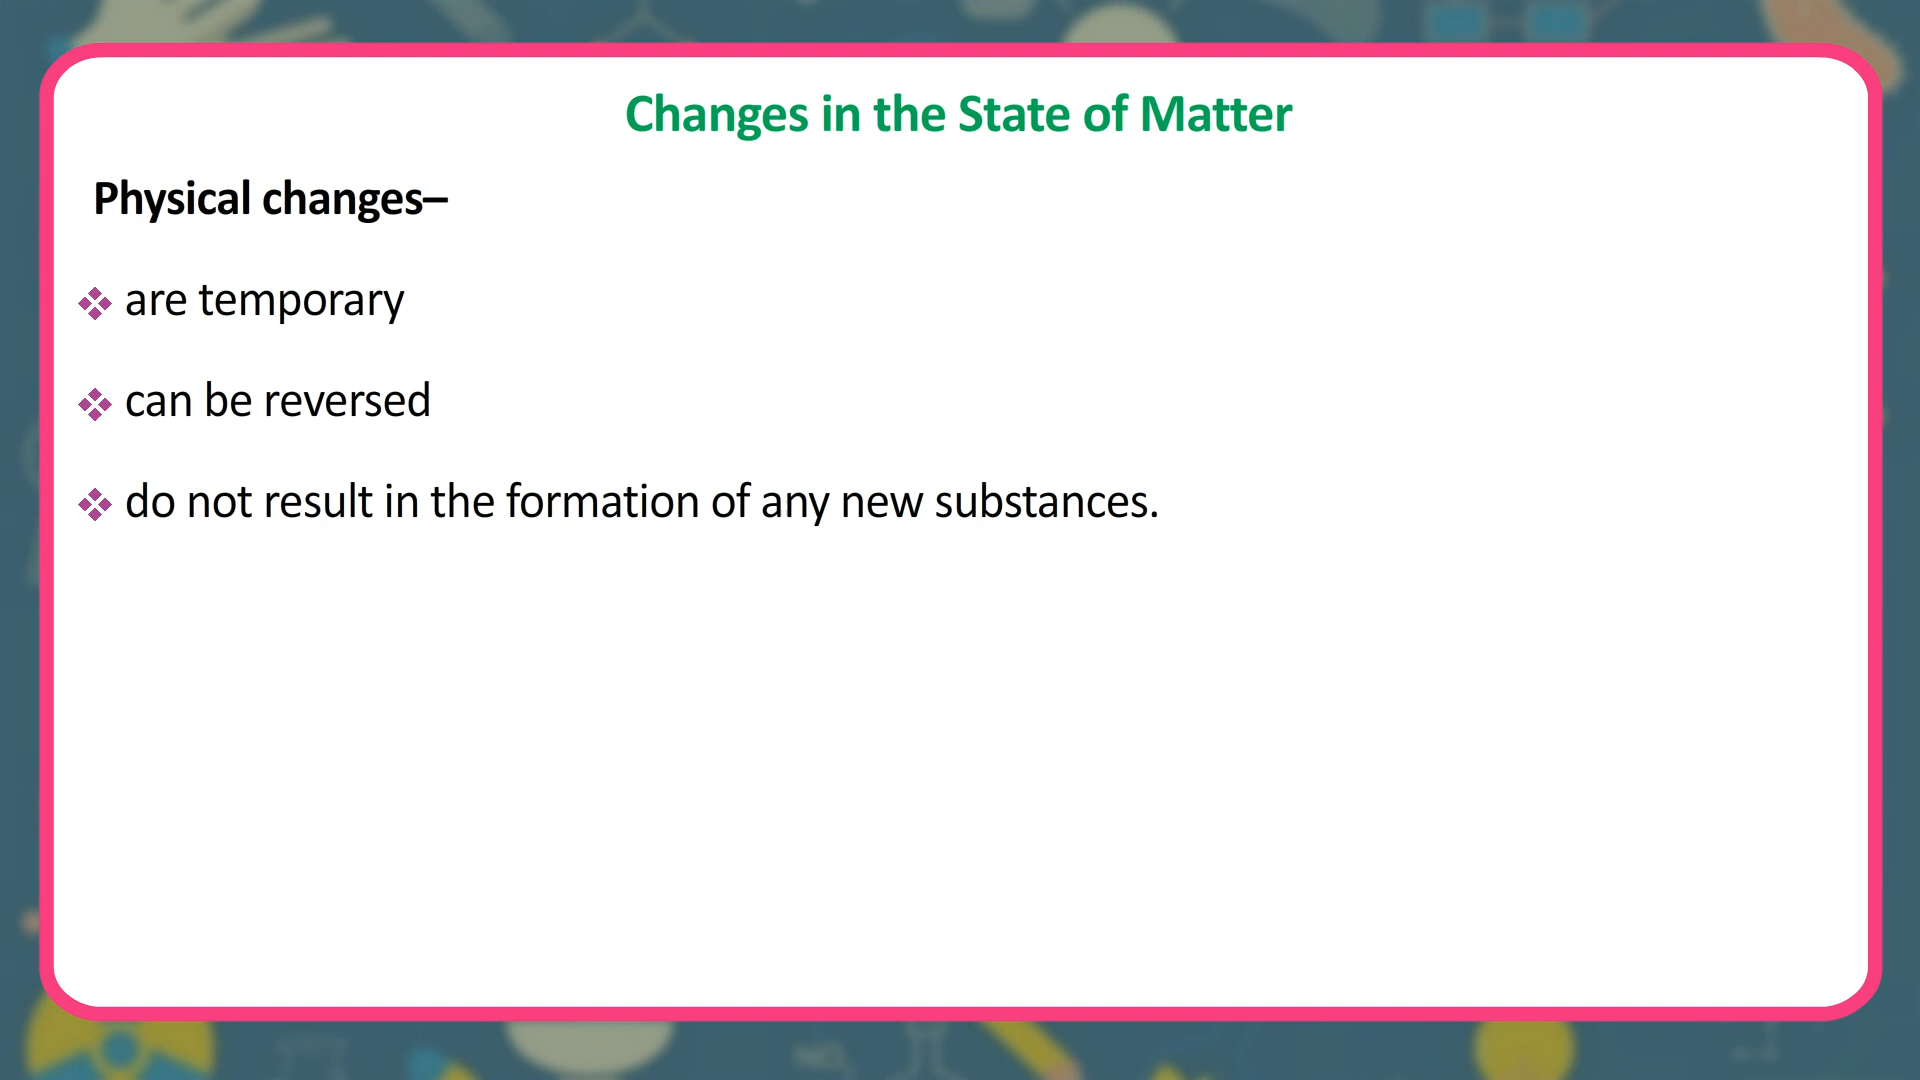 Changes in the State of Matter
Physical changes–
are temporary
can be reversed
do not result in the formation of any new substances.
NO₂